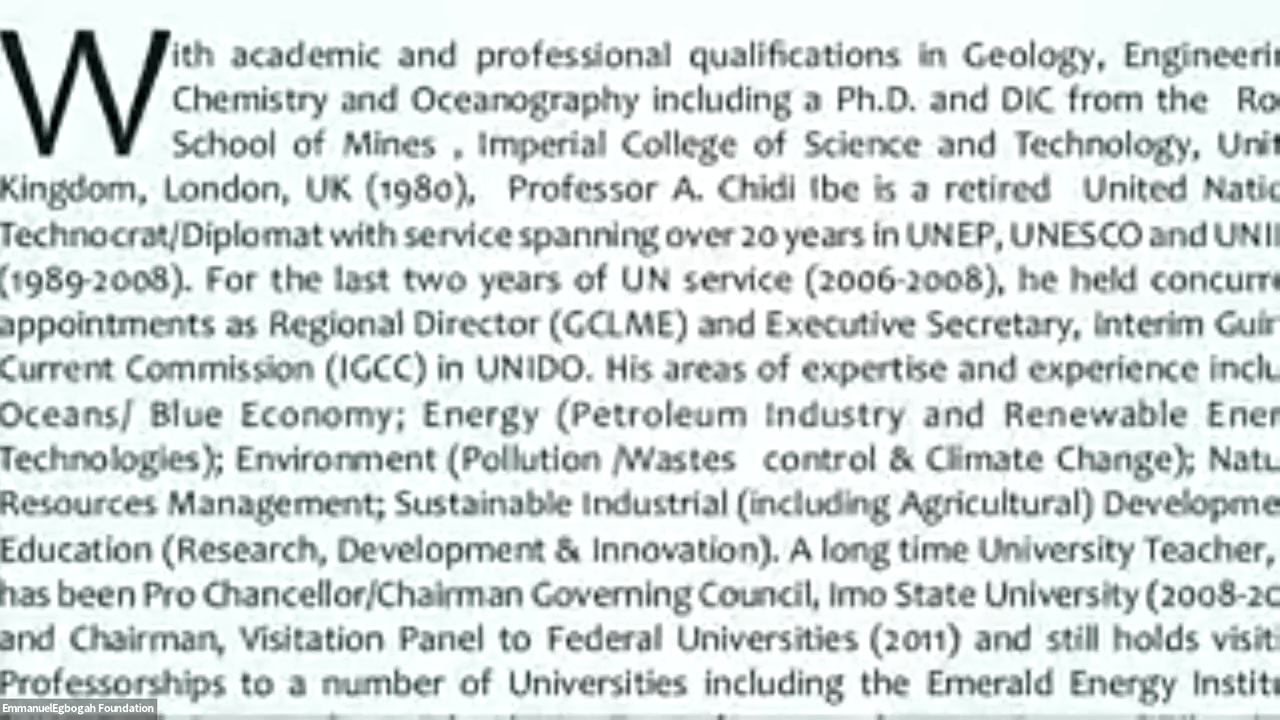 With academic and professional qualifications in Geology, Engineerin
Chemistry and Oceanography including a Ph.D. and DIC from the Ro
School of Mines , Imperial College of Science and Technology, Unit
Kingdom, London, UK (1980), Professor A. Chidi Ibe is a retired United Natio
Technocrat/Diplomat with service spanning over 20 years in UNEP, UNESCO and UNI
(1989-2008). For the last two years of UN service (2006-2008), he held concurre
appointments as Regional Director (GCLME) and Executive Secretary, Interim Guin
Current Commission (IGCC) in UNIDO. His areas of expertise and experience inclu
Oceans/ Blue Economy; Energy (Petroleum Industry and Renewable Ener
Technologies); Environment (Pollution /Wastes control & Climate Change); Natu
Resources Management; Sustainable Industrial (including Agricultural) Developme
Education (Research, Development & Innovation). A long time University Teacher,
has been Pro Chancellor/Chairman Governing Council, Imo State University (2008-20
and Chairman, Visitation Panel to Federal Universities (2011) and still holds visiti
Professorships to a number of Universities including the Emerald Energy Institu
EmmanuelEgbogah Foundation